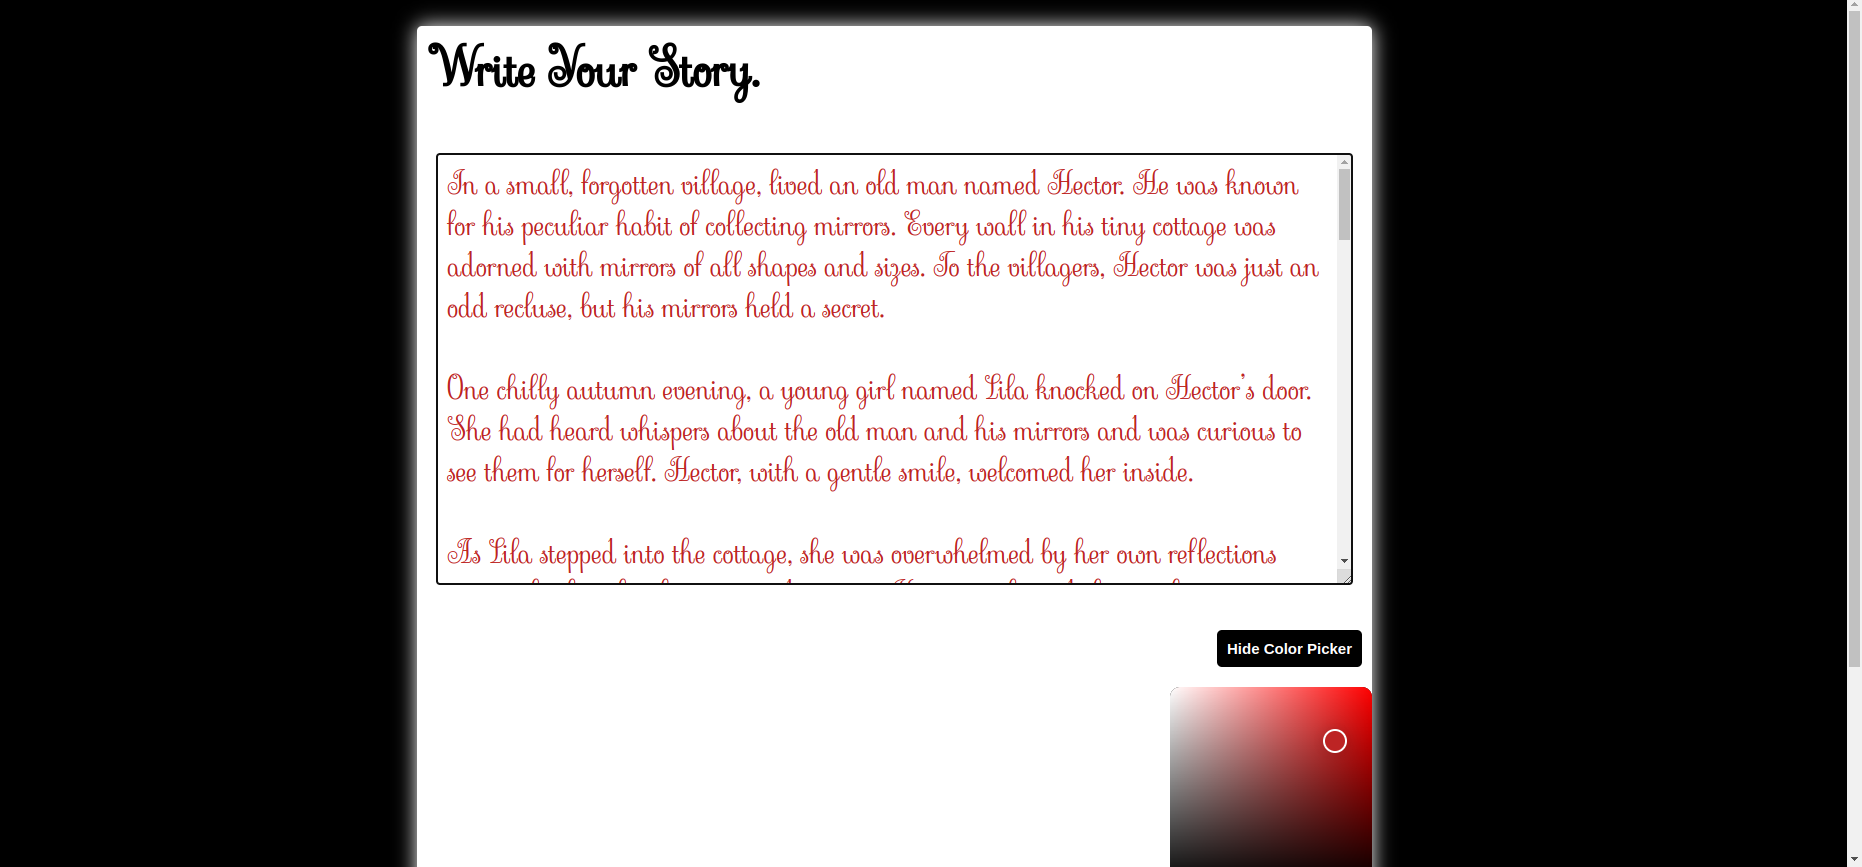 Write Your Story.
In a small, forgotten village, lived an old man named Hector. He was known
for his peculiar habit of collecting mirrors. Every wall in his tiny cottage was
adorned with mirrors of all shapes and sizes. To the villagers, Hector was just an
odd recluse, but his mirrors held a secret.
One chilly autumn evening, a young girl named Lila knocked on Hector's door.
She had heard whispers about the old man and his mirrors and was curious to
see them for herself. Hector, with a gentle smile, welcomed her inside.
As Lila stepped into the cottage, she was overwhelmed by her own reflections
Hide Color Picker